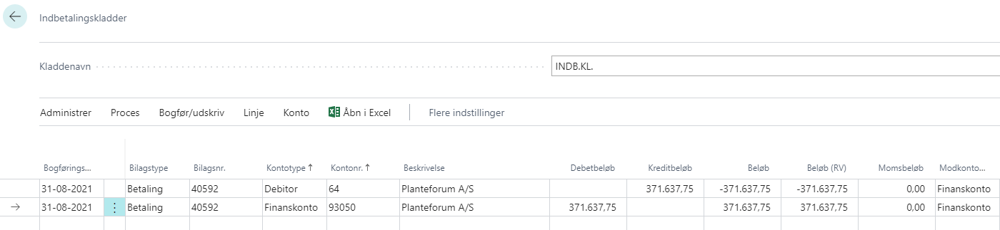 Indbetalingskladder
Kladdenavn INDB.KL.
Administrer Proces Bogfør/udskriv Linje Konto Åbn i Excel Flere indstillinger
Bogførings... Bilagstype Bilagsnr. Kontotype ↑ Kontonr. ↑ Beskrivelse Debetbeløb Kreditbeløb Beløb Beløb (RV) Momsbeløb Modkonto...
31-08-2021 Betaling 40592 Debitor 64 Planteforum A/S 371.637,75 -371.637,75 -371.637,75 0,00 Finanskonto
31-08-2021 Betaling 40592 Finanskonto 93050 Planteforum A/S 371.637,75 371.637,75 371.637,75 0,00 Finanskonto